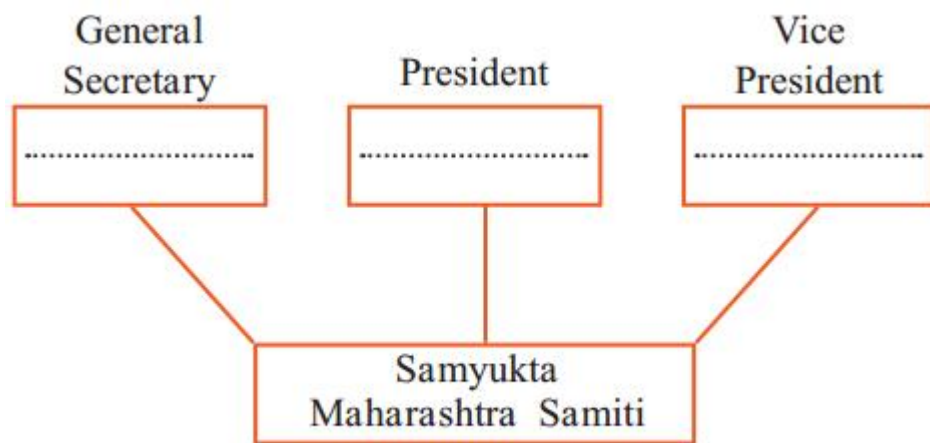 General
Secretary
President
Vice
President
Samyukta
Maharashtra Samiti